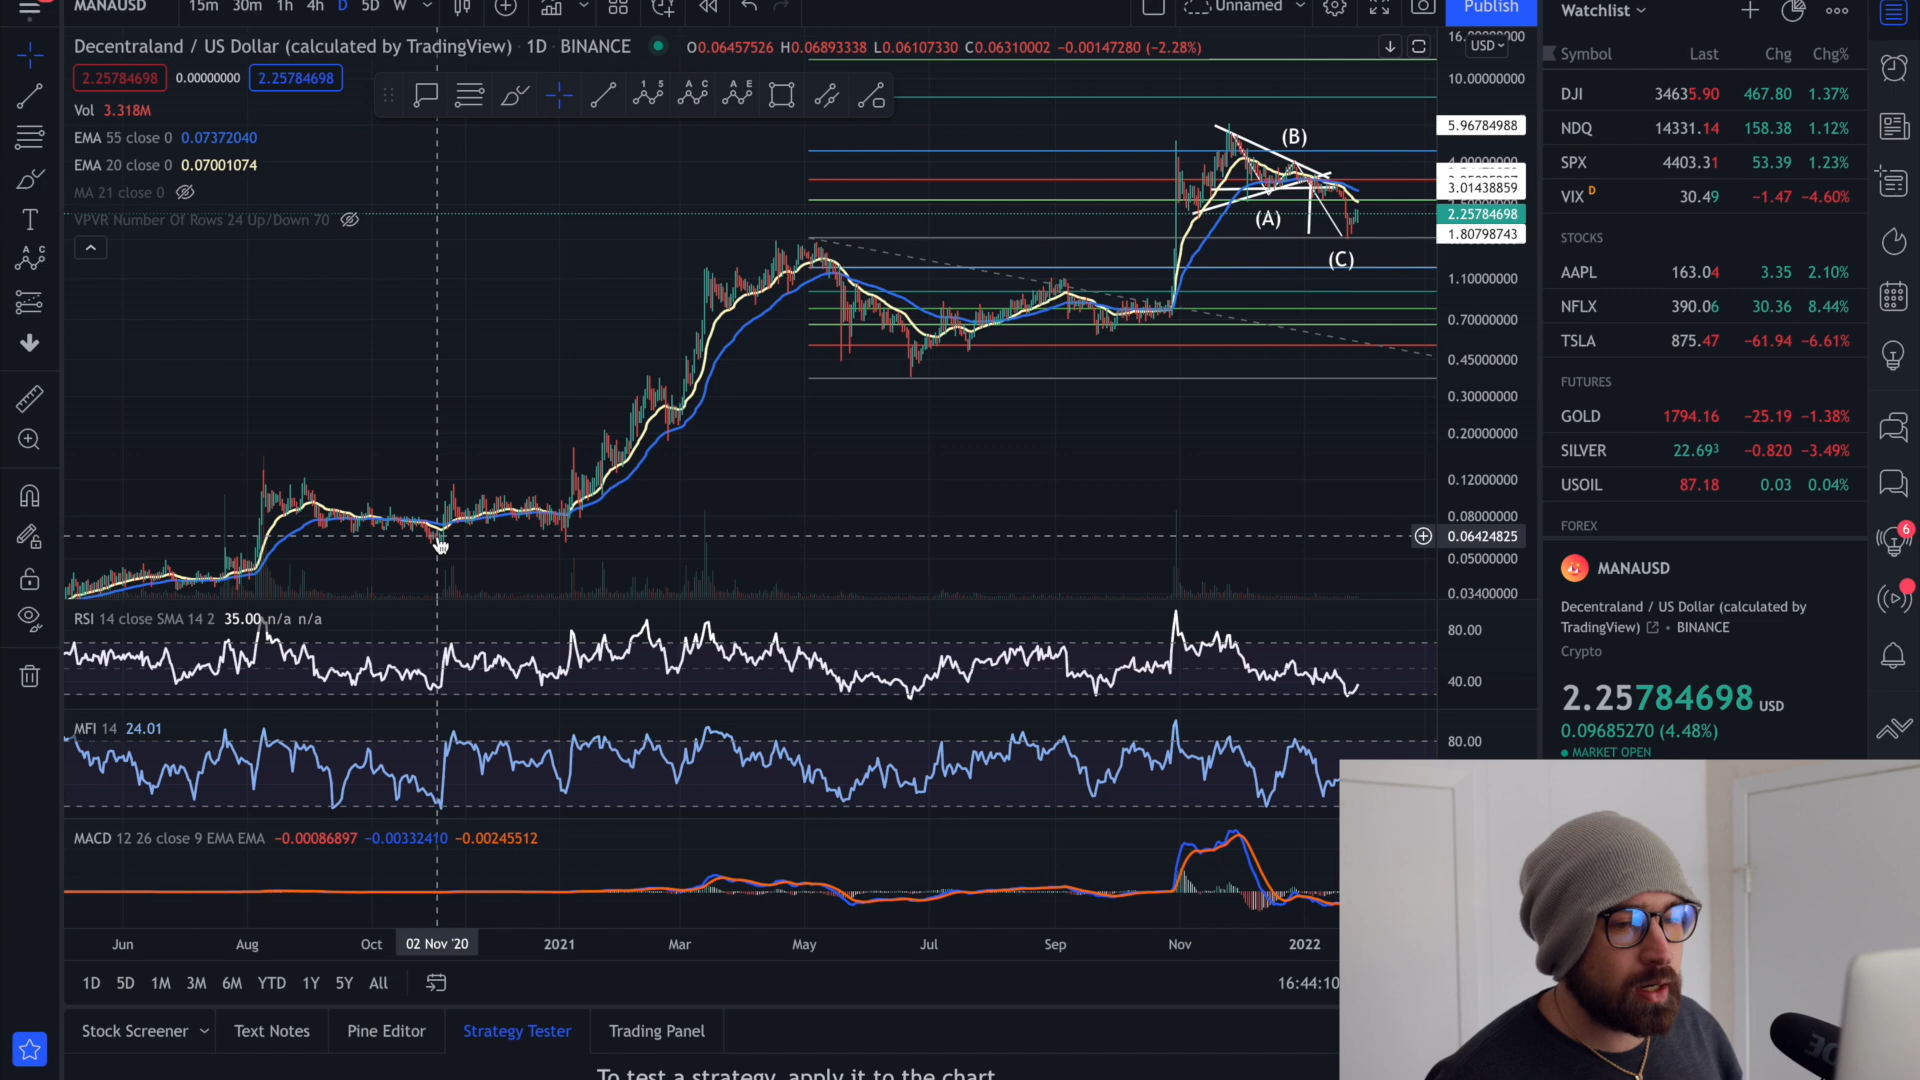 MANAUSD 15m 30m 1h 4h D 5D W Unnamed Publish
Decentraland / US Dollar (calculated by TradingView) · 1D · BINANCE O0.06457526 H0.06893338 L0.06107330 C0.06310002 −0.00147280 (−2.28%)
2.25784698 0.00000000 2.25784698
Vol 3.318M
EMA 55 close 0 0.07372040
EMA 20 close 0 0.07001074
MA 21 close 0
VPVR Number Of Rows 24 Up/Down 70
(B)
(A)
(C)
USD
10.00000000
5.96784988
3.01438859
2.25784698
1.80798743
1.10000000
0.70000000
0.45000000
0.30000000
0.20000000
0.12000000
0.08000000
0.06424825
0.05000000
0.03400000
RSI 14 close SMA 14 2 35.00 n/a n/a
80.00
40.00
MFI 14 24.01
80.00
MACD 12 26 close 9 EMA EMA −0.00086897 −0.00332410 −0.00245512
Jun Aug Oct 02 Nov '20 2021 Mar May Jul Sep Nov 2022
1D 5D 1M 3M 6M YTD 1Y 5Y All 16:44:10
Stock Screener Text Notes Pine Editor Strategy Tester Trading Panel
To test a strategy, apply it to the chart
Watchlist
Symbol Last Chg Chg%
DJI 34635.90 467.80 1.37%
NDQ 14331.14 158.38 1.12%
SPX 4403.31 53.39 1.23%
VIX D 30.49 −1.47 −4.60%
STOCKS
AAPL 163.04 3.35 2.10%
NFLX 390.06 30.36 8.44%
TSLA 875.47 −61.94 −6.61%
FUTURES
GOLD 1794.16 −25.19 −1.38%
SILVER 22.693 −0.820 −3.49%
USOIL 87.18 0.03 0.04%
FOREX
6
MANAUSD
Decentraland / US Dollar (calculated by
TradingView) • BINANCE
Crypto
2.25784698 USD
0.09685270 (4.48%)
MARKET OPEN